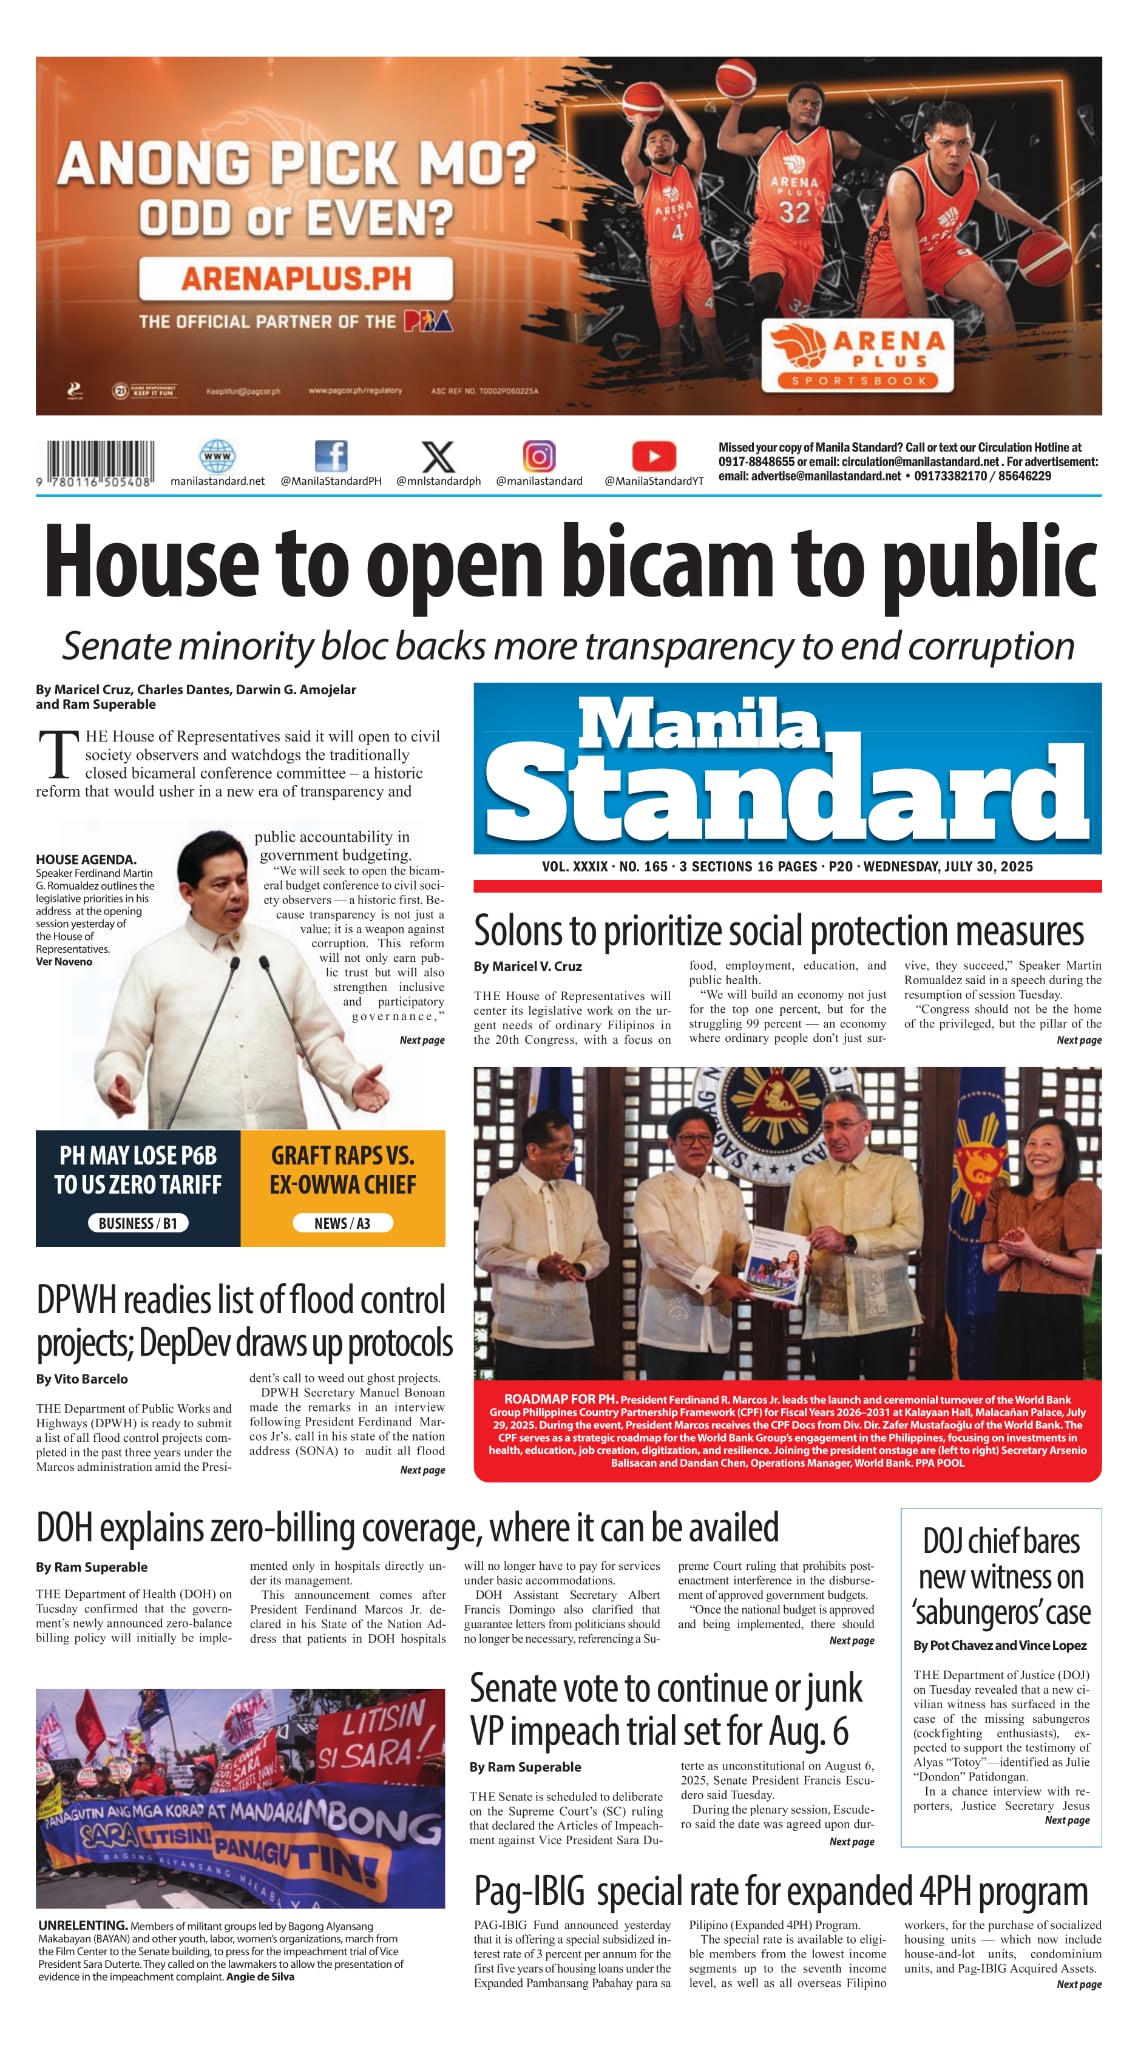 ANONG PICK MO?
ODD or EVEN?
ARENAPLUS.PH
THE OFFICIAL PARTNER OF THE PBA
21
GAME RESPONSIBLY
KEEP IT FUN
Keepitfun@pagcor.ph
www.pagcor.ph/regulatory
ASC REF NO. T0002P060225A
ARENA
PLUS
4
4
ARENA
PLUS
32
32
ARENA
PLUS
SPORTSBOOK
9 780116 505408
www
manilastandard.net
@ManilaStandardPH
@mnlstandardph
@manilastandard
@ManilaStandardYT
Missed your copy of Manila Standard? Call or text our Circulation Hotline at
0917-8848655 or email: circulation@manilastandard.net . For advertisement:
email: advertise@manilastandard.net • 09173382170 / 85646229
House to open bicam to public
Senate minority bloc backs more transparency to end corruption
By Maricel Cruz, Charles Dantes, Darwin G. Amojelar
and Ram Superable
THE House of Representatives said it will open to civil
society observers and watchdogs the traditionally
closed bicameral conference committee – a historic
reform that would usher in a new era of transparency and
public accountability in
government budgeting.
"We will seek to open the bicam-
eral budget conference to civil soci-
ety observers — a historic first. Be-
cause transparency is not just a
value; it is a weapon against
corruption. This reform
will not only earn pub-
lic trust but will also
strengthen inclusive
and participatory
governance,"
Next page
HOUSE AGENDA.
Speaker Ferdinand Martin
G. Romualdez outlines the
legislative priorities in his
address at the opening
session yesterday of
the House of
Representatives.
Ver Noveno
PH MAY LOSE P6B
TO US ZERO TARIFF
BUSINESS / B1
GRAFT RAPS VS.
EX-OWWA CHIEF
NEWS / A3
Manila
Standard
VOL. XXXIX • NO. 165 • 3 SECTIONS 16 PAGES • P20 • WEDNESDAY, JULY 30, 2025
Solons to prioritize social protection measures
By Maricel V. Cruz
THE House of Representatives will
center its legislative work on the ur-
gent needs of ordinary Filipinos in
the 20th Congress, with a focus on
food, employment, education, and
public health.
"We will build an economy not just
for the top one percent, but for the
struggling 99 percent — an economy
where ordinary people don't just sur-
vive, they succeed," Speaker Martin
Romualdez said in a speech during the
resumption of session Tuesday.
"Congress should not be the home
of the privileged, but the pillar of the
Next page
ROADMAP FOR PH. President Ferdinand R. Marcos Jr. leads the launch and ceremonial turnover of the World Bank
Group Philippines Country Partnership Framework (CPF) for Fiscal Years 2026–2031 at Kalayaan Hall, Malacañan Palace, July
29, 2025. During the event, President Marcos receives the CPF Docs from Div. Dir. Zafer Mustafaoğlu of the World Bank. The
CPF serves as a strategic roadmap for the World Bank Group's engagement in the Philippines, focusing on investments in
health, education, job creation, digitization, and resilience. Joining the president onstage are (left to right) Secretary Arsenio
Balisacan and Dandan Chen, Operations Manager, World Bank. PPA POOL
DPWH readies list of flood control
projects; DepDev draws up protocols
By Vito Barcelo
THE Department of Public Works and
Highways (DPWH) is ready to submit
a list of all flood control projects com-
pleted in the past three years under the
Marcos administration amid the Presi-
dent's call to weed out ghost projects.
DPWH Secretary Manuel Bonoan
made the remarks in an interview
following President Ferdinand Mar-
cos Jr's. call in his state of the nation
address (SONA) to audit all flood
Next page
DOH explains zero-billing coverage, where it can be availed
By Ram Superable
THE Department of Health (DOH) on
Tuesday confirmed that the govern-
ment's newly announced zero-balance
billing policy will initially be imple-
mented only in hospitals directly un-
der its management.
This announcement comes after
President Ferdinand Marcos Jr. de-
clared in his State of the Nation Ad-
dress that patients in DOH hospitals
will no longer have to pay for services
under basic accommodations.
DOH Assistant Secretary Albert
Francis Domingo also clarified that
guarantee letters from politicians should
no longer be necessary, referencing a Su-
preme Court ruling that prohibits post-
enactment interference in the disburse-
ment of approved government budgets.
"Once the national budget is approved
and being implemented, there should
Next page
DOJ chief bares
new witness on
'sabungeros' case
By Pot Chavez and Vince Lopez
THE Department of Justice (DOJ)
on Tuesday revealed that a new ci-
vilian witness has surfaced in the
case of the missing sabungeros
(cockfighting enthusiasts), ex-
pected to support the testimony of
Alyas "Totoy"—identified as Julie
"Dondon" Patidongan.
In a chance interview with re-
porters, Justice Secretary Jesus
Next page
LITISIN
SI SARA!
CONVICT
SARA
PANAGUTIN ANG MGA KORAP AT MANDARAMBONG
SARA LITISIN! PANAGUTIN!
BAGONG ALYANSANG MAKABAYAN
UNRELENTING. Members of militant groups led by Bagong Alyansang
Makabayan (BAYAN) and other youth, labor, women's organizations, march from
the Film Center to the Senate building, to press for the impeachment trial of Vice
President Sara Duterte. They called on the lawmakers to allow the presentation of
evidence in the impeachment complaint. Angie de Silva
Senate vote to continue or junk
VP impeach trial set for Aug. 6
By Ram Superable
THE Senate is scheduled to deliberate
on the Supreme Court's (SC) ruling
that declared the Articles of Impeach-
ment against Vice President Sara Du-
terte as unconstitutional on August 6,
2025, Senate President Francis Escu-
dero said Tuesday.
During the plenary session, Escude-
ro said the date was agreed upon dur-
Next page
Pag-IBIG special rate for expanded 4PH program
PAG-IBIG Fund announced yesterday
that it is offering a special subsidized in-
terest rate of 3 percent per annum for the
first five years of housing loans under the
Expanded Pambansang Pabahay para sa
Pilipino (Expanded 4PH) Program.
The special rate is available to eligi-
ble members from the lowest income
segments up to the seventh income
level, as well as all overseas Filipino
workers, for the purchase of socialized
housing units — which now include
house-and-lot units, condominium
units, and Pag-IBIG Acquired Assets.
Next page